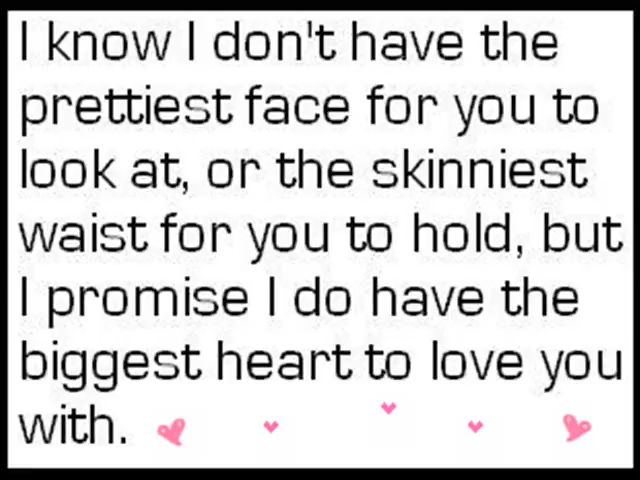 I know I don't have the
prettiest face for you to
look at, or the skinniest
waist for you to hold, but
I promise I do have the
biggest heart to love you
with.